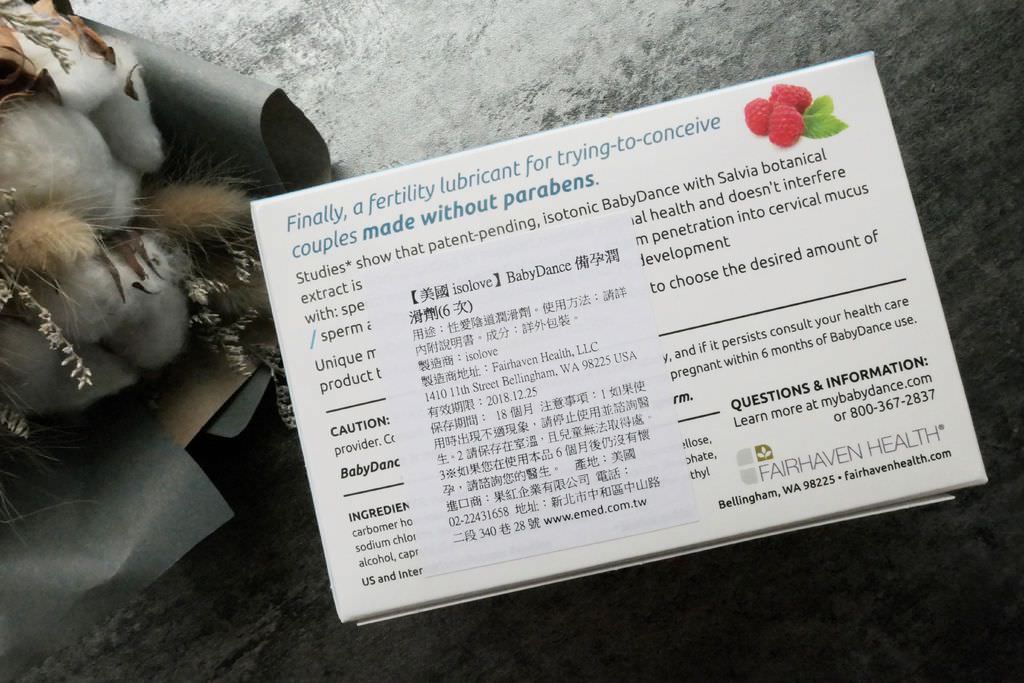 Finally, a fertility lubricant for trying-to-conceive
couples made without parabens.
Studies* show that patent-pending, isotonic BabyDance with Salvia botanical
extract is
al health and doesn't interfere
with: spe
m penetration into cervical mucus
/ sperm a
development
Unique m
to choose the desired amount of
product t
【美國 isolove】BabyDance 備孕潤
滑劑(6 次)
用途：性愛陰道潤滑劑。使用方法：請詳
內附說明書。成分：詳外包裝。
製造商：isolove
製造商地址：Fairhaven Health, LLC
1410 11th Street Bellingham, WA 98225 USA
有效期限：2018.12.25
保存期間： 18 個月 注意事項：1 如果使
用時出現不適現象，請停止使用並諮詢醫
生。2 請保存在室溫，且兒童無法取得處。
3※如果您在使用本品 6 個月後仍沒有懷
孕，請諮詢您的醫生。 產地：美國
進口商：果紅企業有限公司 電話：
02-22431658 地址：新北市中和區中山路
二段 340 巷 28 號 www.emed.com.tw
CAUTION:
y, and if it persists consult your health care
provider. Co
pregnant within 6 months of BabyDance use.
BabyDanc
rm.
INGREDIEN
ellose,
carbomer ho
phate,
sodium chlor
thyl
alcohol, capr
US and Inter
QUESTIONS & INFORMATION:
Learn more at mybabydance.com
or 800-367-2837
FAIRHAVEN HEALTH®
Bellingham, WA 98225 • fairhavenhealth.com